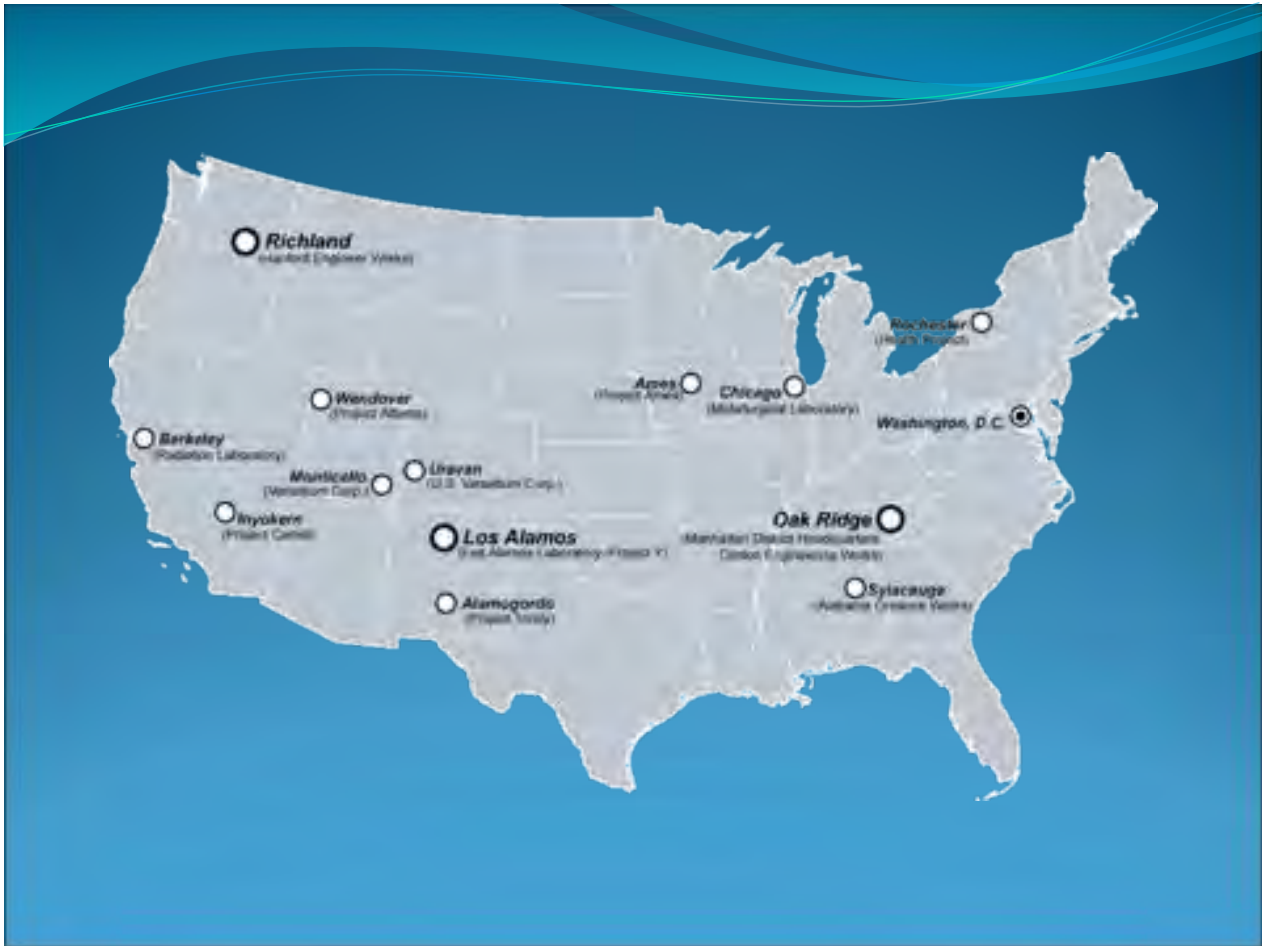 Richland
(Hanford Engineer Works)
Rochester
(Health Project)
Ames
(Project Ames)
Chicago
(Metallurgical Laboratory)
Wendover
(Project Alberta)
Washington, D.C.
Berkeley
(Radiation Laboratory)
Uravan
(U.S. Vanadium Corp.)
Monticello
(Vanadium Corp.)
Inyokern
(Project Camel)
Oak Ridge
(Manhattan District Headquarters
Clinton Engineering Works)
Los Alamos
(Los Alamos Laboratory-Project Y)
Sylacauga
(Alabama Ordnance Works)
Alamogordo
(Project Trinity)